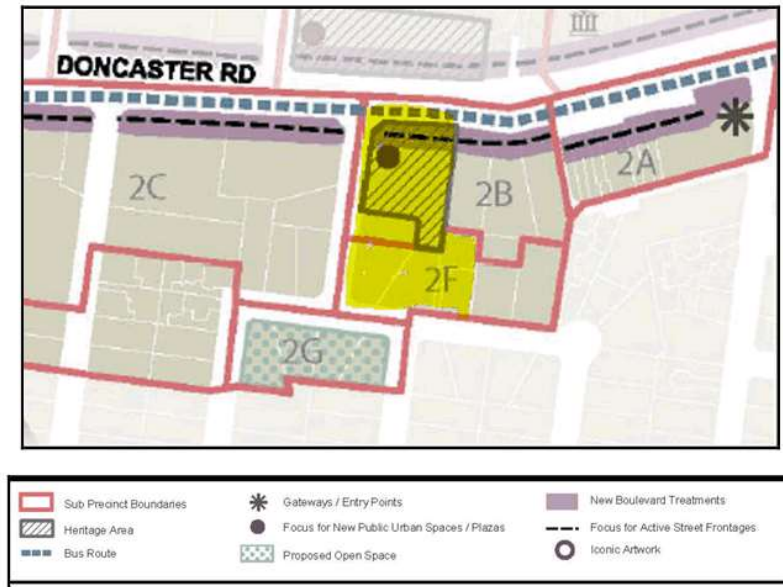 DONCASTER RD
2A
2B
2C
2F
2G
Sub Precinct Boundaries
Gateways / Entry Points
New Boulevard Treatments
Heritage Area
Focus for New Public Urban Spaces / Plazas
Focus for Active Street Frontages
Bus Route
Proposed Open Space
Iconic Artwork